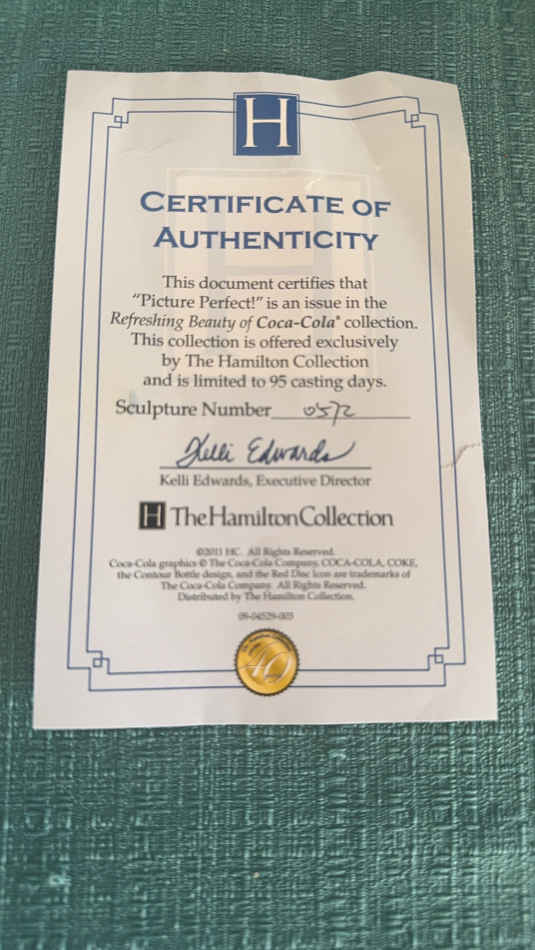 H
CERTIFICATE OF
AUTHENTICITY
This document certifies that
"Picture Perfect!" is an issue in the
Refreshing Beauty of Coca-Cola® collection.
This collection is offered exclusively
by The Hamilton Collection
and is limited to 95 casting days.
Sculpture Number 0572
Kelli Edwards
Kelli Edwards, Executive Director
H The Hamilton Collection
©2013 HC. All Rights Reserved.
Coca-Cola graphics © The Coca-Cola Company. COCA-COLA, COKE,
the Contour Bottle design, and the Red Disc Icon are trademarks of
The Coca-Cola Company. All Rights Reserved.
Distributed by The Hamilton Collection.
09-04529-003
40